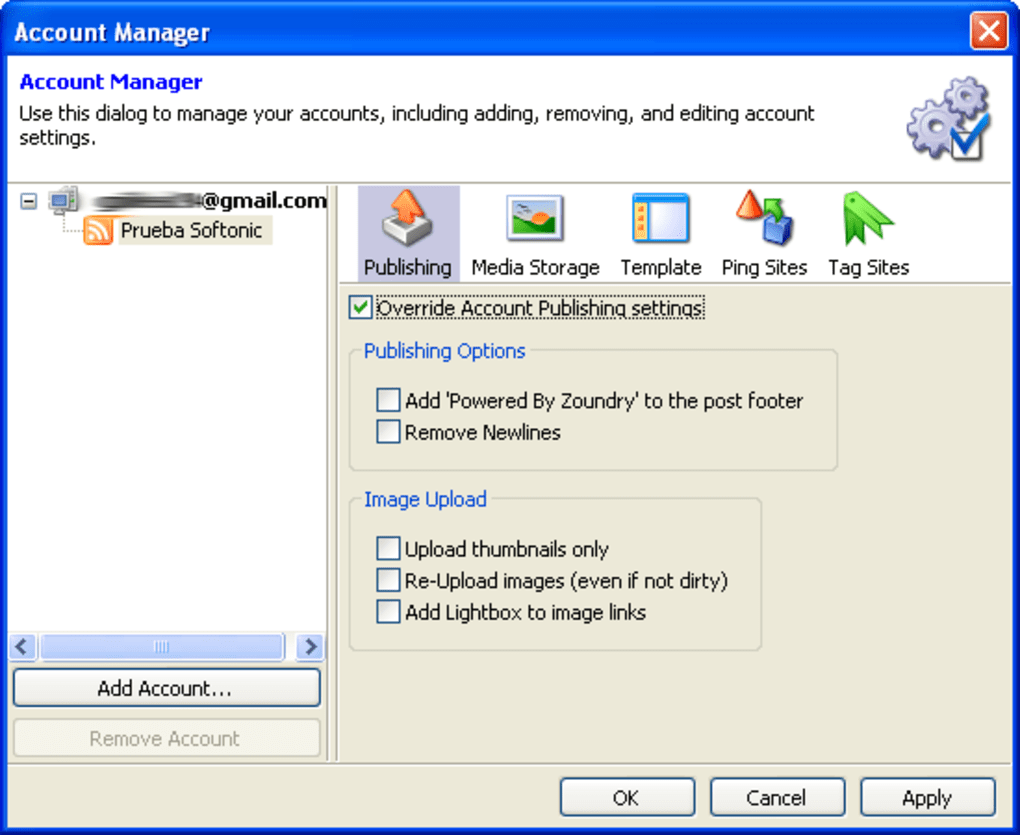 Account Manager
Account Manager
Use this dialog to manage your accounts, including adding, removing, and editing account
settings.
@gmail.com
Prueba Softonic
Publishing
Media Storage
Template
Ping Sites
Tag Sites
Override Account Publishing settings
Publishing Options
Add 'Powered By Zoundry' to the post footer
Remove Newlines
Image Upload
Upload thumbnails only
Re-Upload images (even if not dirty)
Add Lightbox to image links
Add Account...
Remove Account
OK
Cancel
Apply